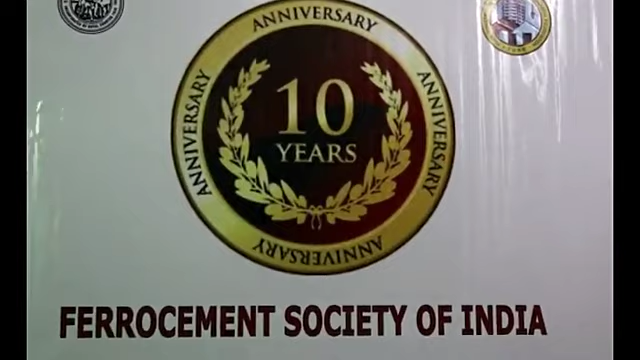 ANNIVERSARY
ANNIVERSARY
ANNIVERSARY
10
YEARS
ANNIVERSARY
FERROCEMENT SOCIETY OF INDIA